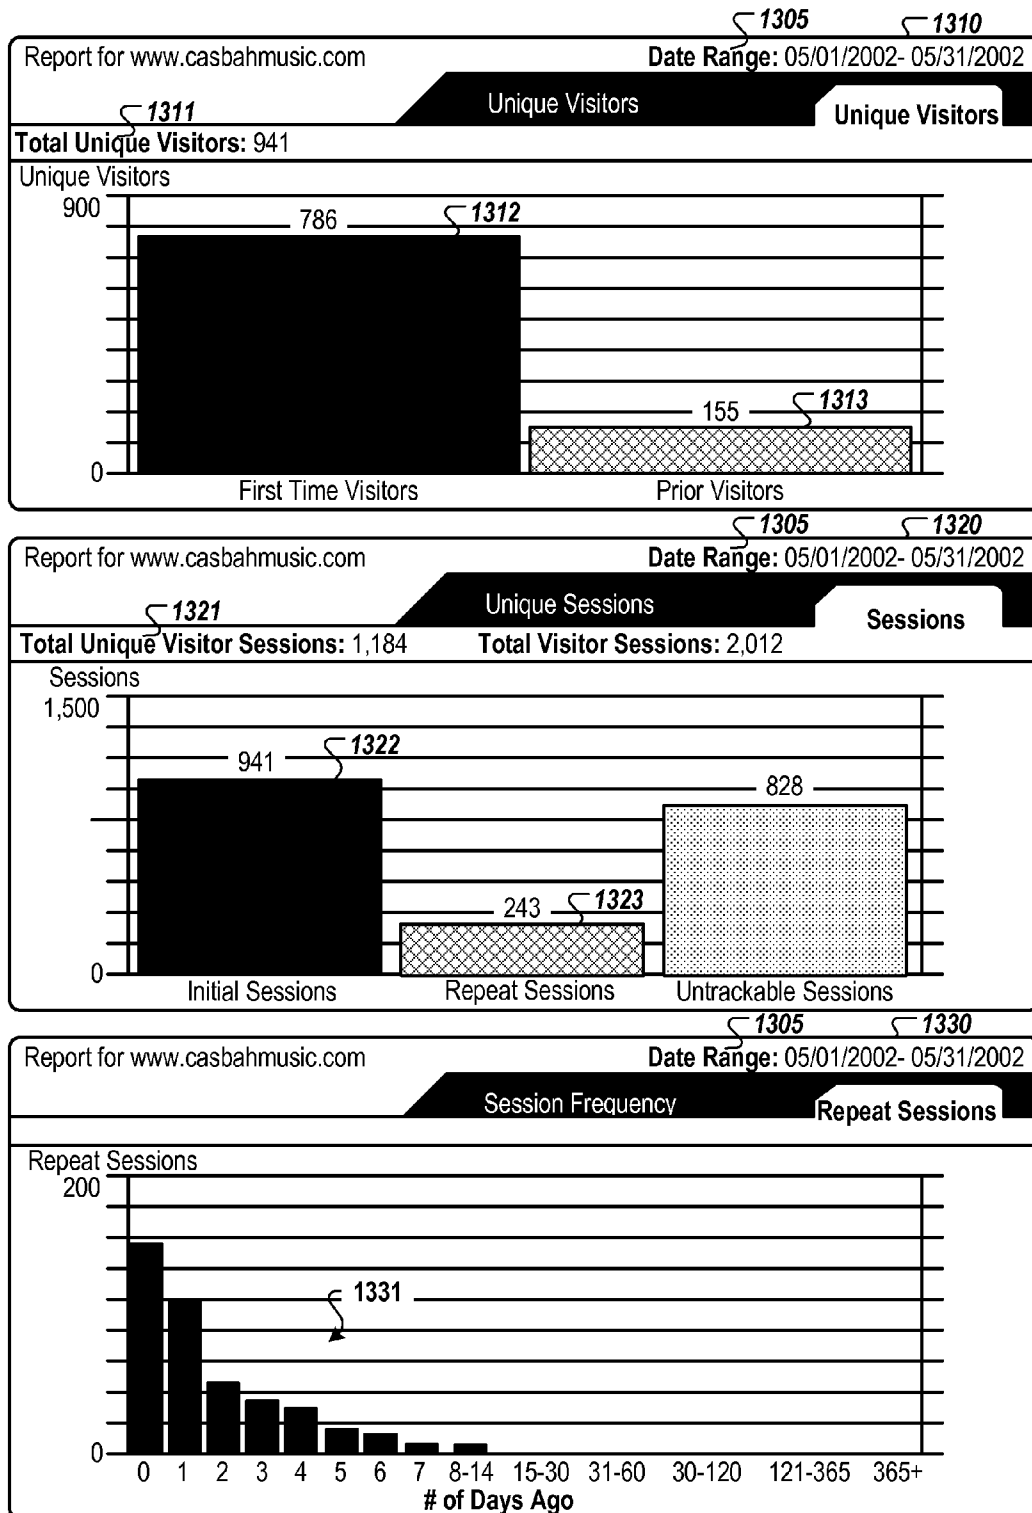 1305 1310
Report for www.casbahmusic.com Date Range: 05/01/2002- 05/31/2002
Unique Visitors Unique Visitors
1311
Total Unique Visitors: 941
Unique Visitors
900
786 1312
155 1313
0
First Time Visitors Prior Visitors
1305 1320
Report for www.casbahmusic.com Date Range: 05/01/2002- 05/31/2002
Unique Sessions Sessions
1321
Total Unique Visitor Sessions: 1,184 Total Visitor Sessions: 2,012
Sessions
1,500
941 1322
828
243 1323
0
Initial Sessions Repeat Sessions Untrackable Sessions
1305 1330
Report for www.casbahmusic.com Date Range: 05/01/2002- 05/31/2002
Session Frequency Repeat Sessions
Repeat Sessions
200
1331
0
0 1 2 3 4 5 6 7 8-14 15-30 31-60 30-120 121-365 365+
# of Days Ago